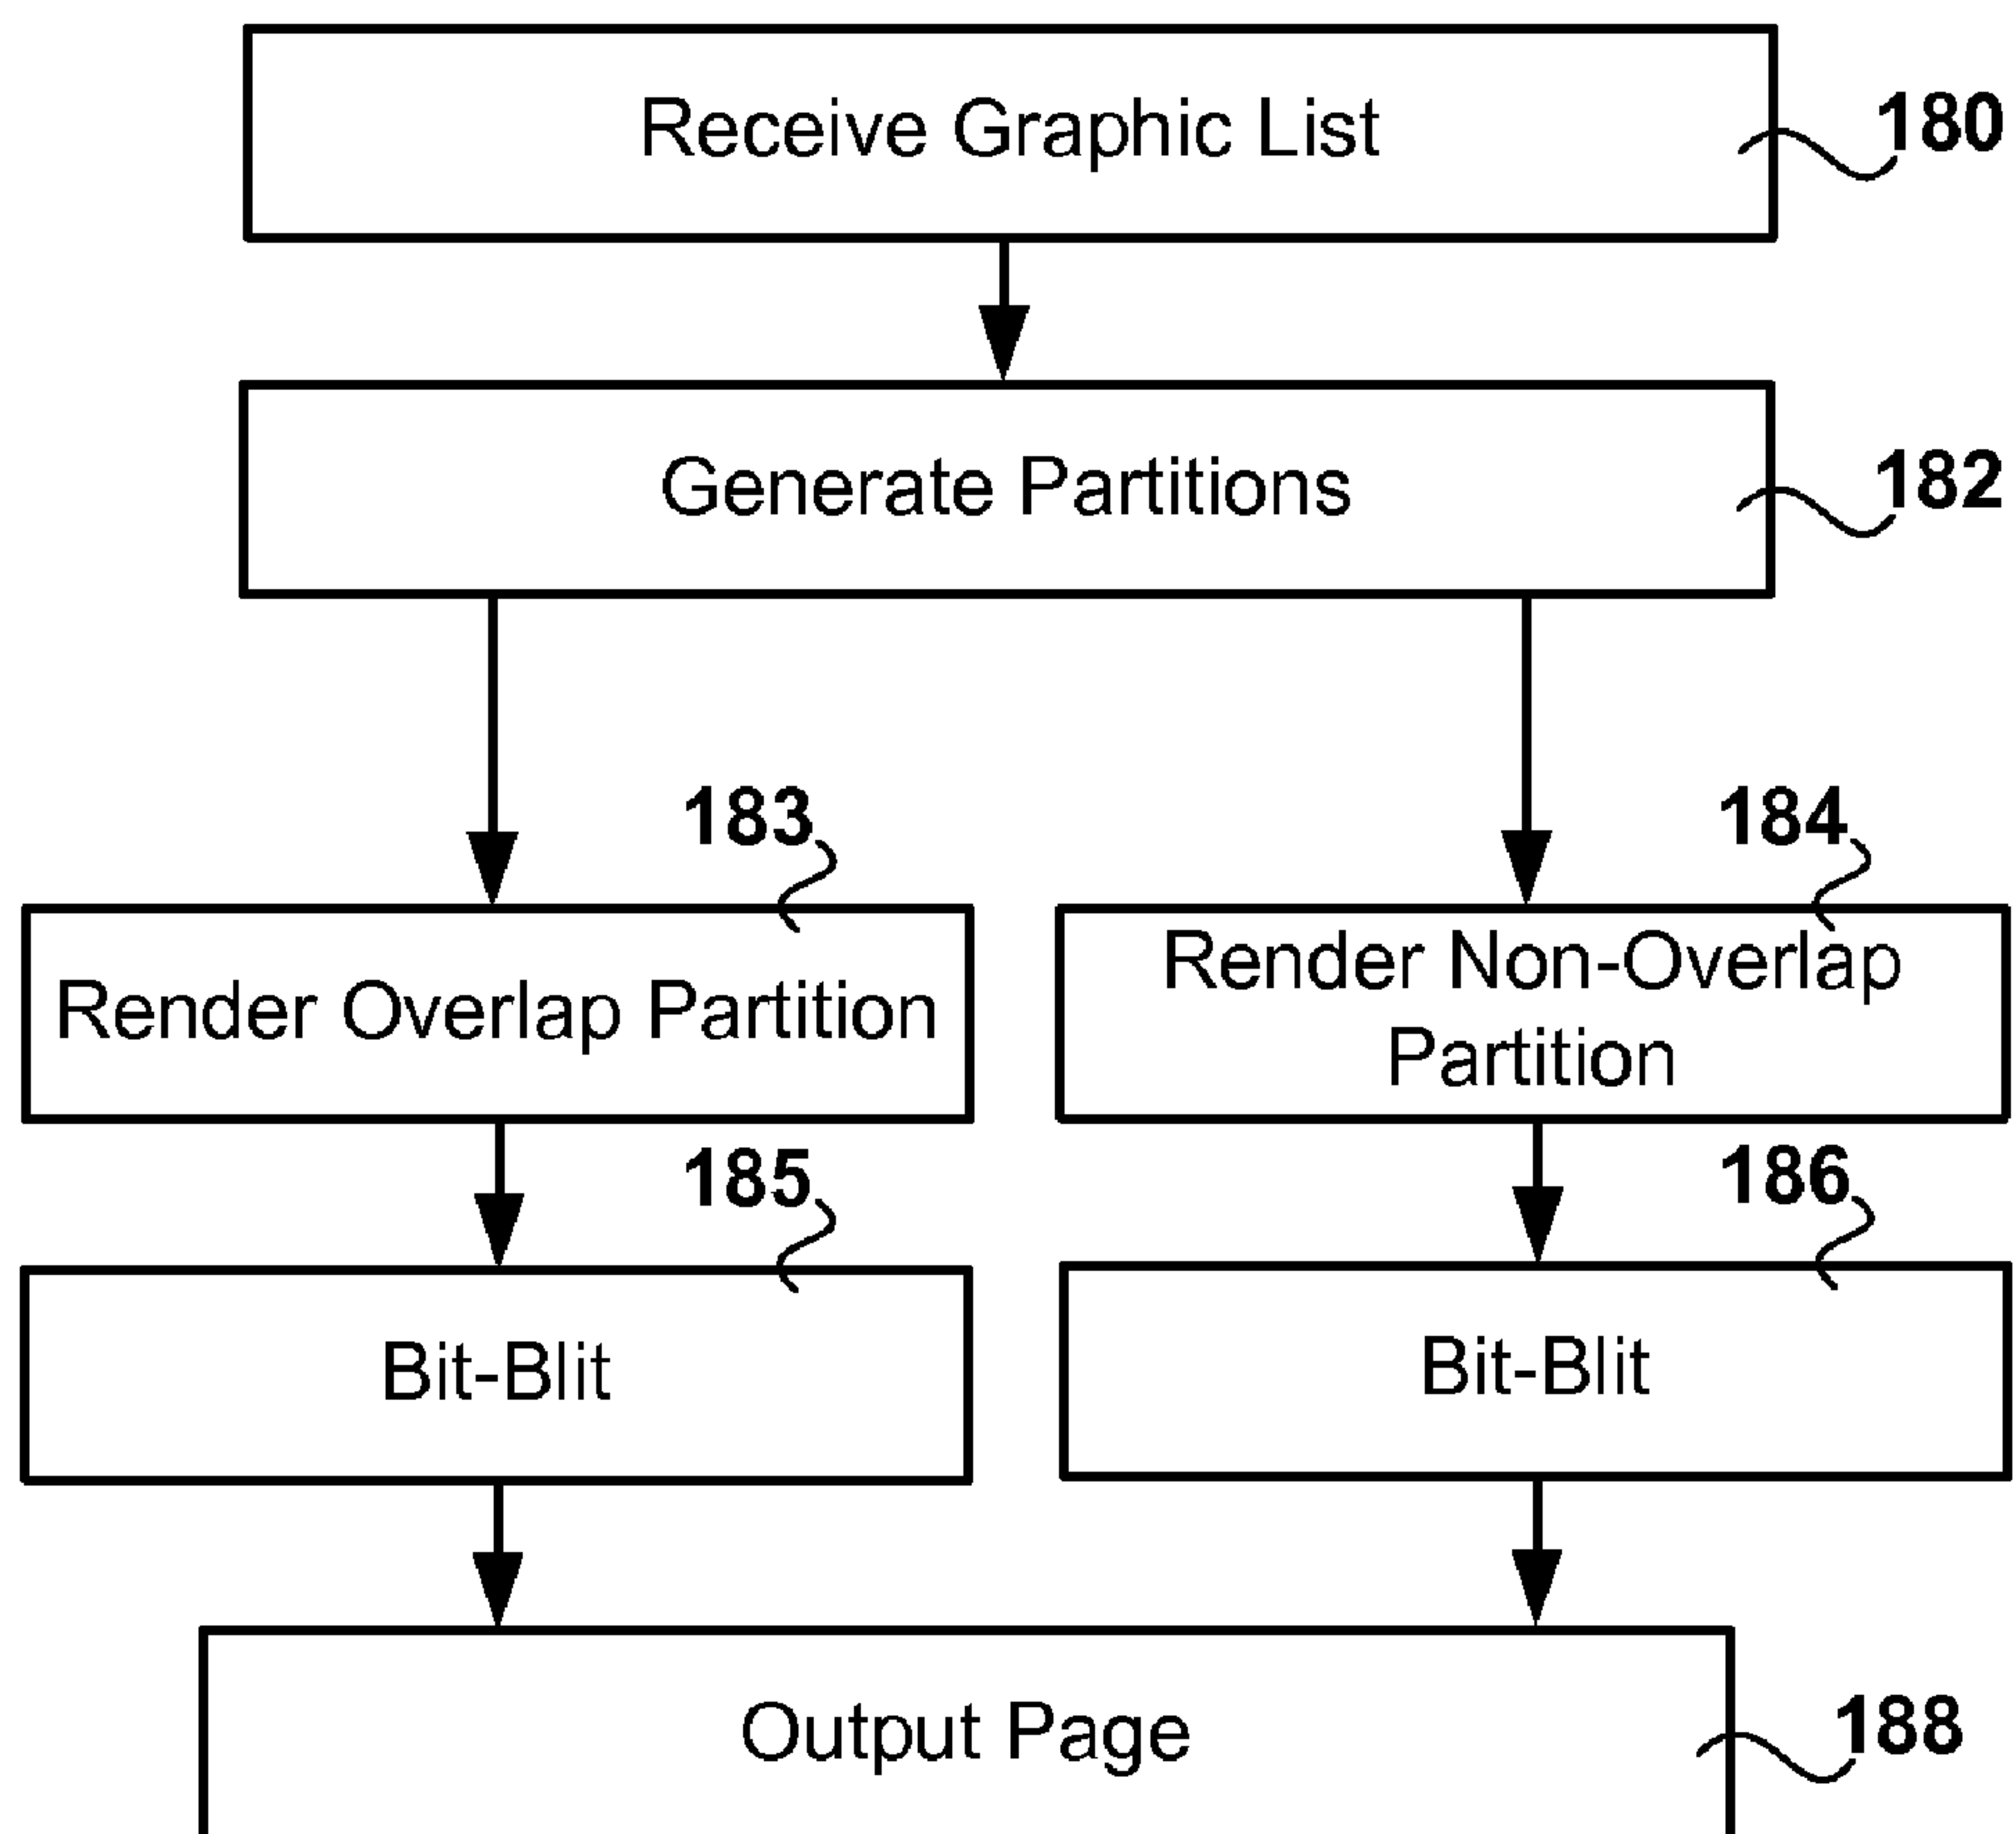 Receive Graphic List
180
Generate Partitions
182
183
184
Render Overlap Partition
Render Non-Overlap
Partition
185
186
Bit-Blit
Bit-Blit
Output Page
188